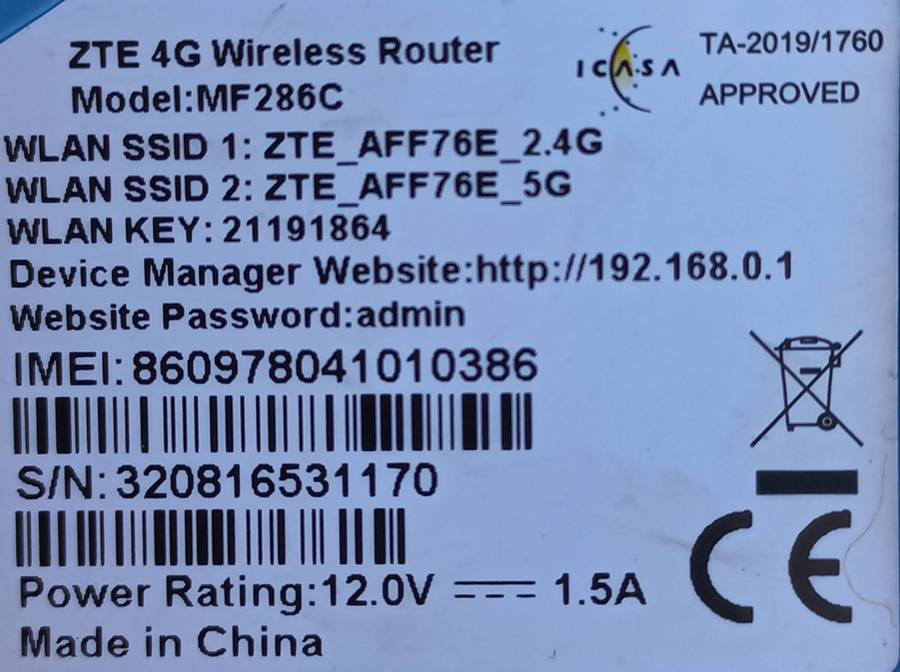 ZTE 4G Wireless Router
Model:MF286C
ICASA
TA-2019/1760
APPROVED
WLAN SSID 1: ZTE_AFF76E_2.4G
WLAN SSID 2: ZTE_AFF76E_5G
WLAN KEY: 21191864
Device Manager Website:http://192.168.0.1
Website Password:admin
IMEI: 860978041010386
S/N: 320816531170
Power Rating:12.0V ⎓ 1.5A
CE
Made in China